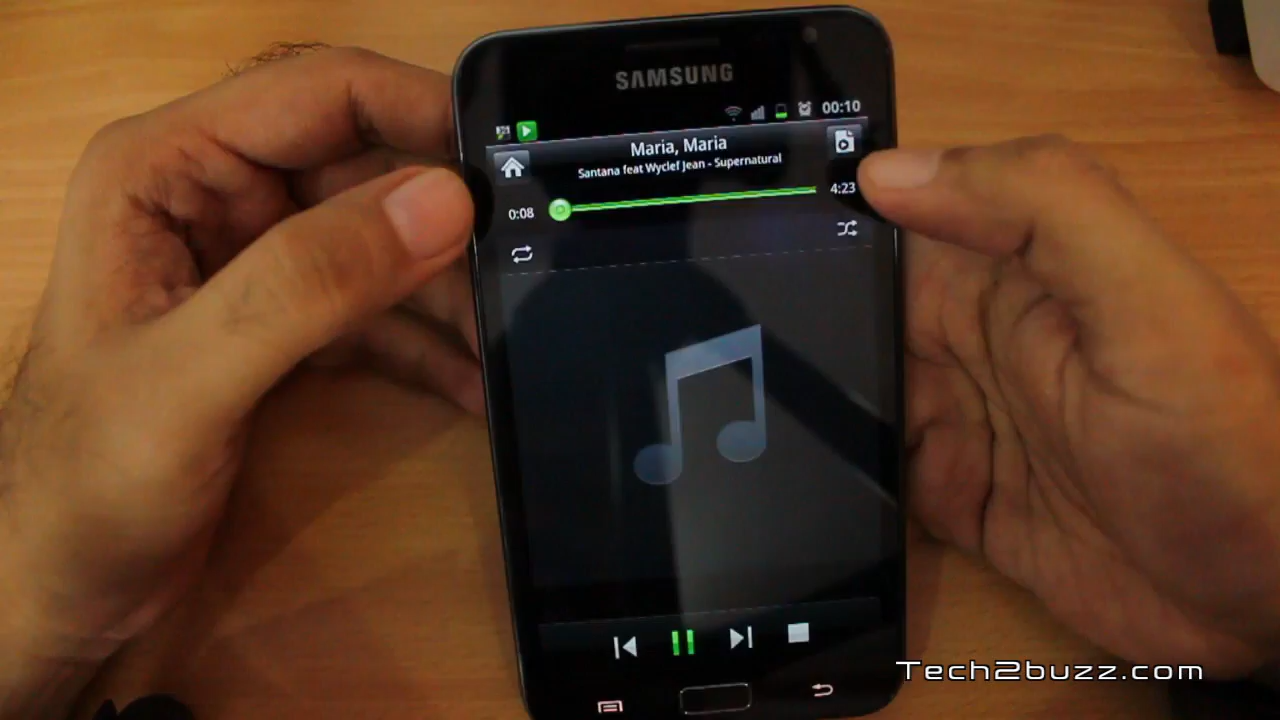 SAMSUNG
00:10
Maria, Maria
Santana feat Wyclef Jean - Supernatural
0:08
4:23
Tech2buzz.com